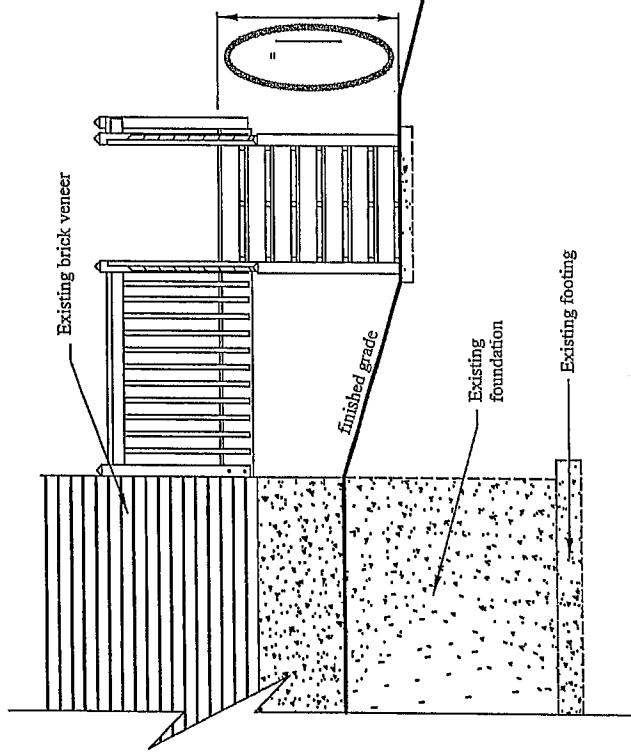 Existing brick veneer
finished grade
Existing
foundation
Existing footing